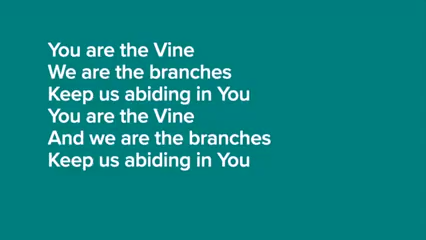 You are the Vine
We are the branches
Keep us abiding in You
You are the Vine
And we are the branches
Keep us abiding in You